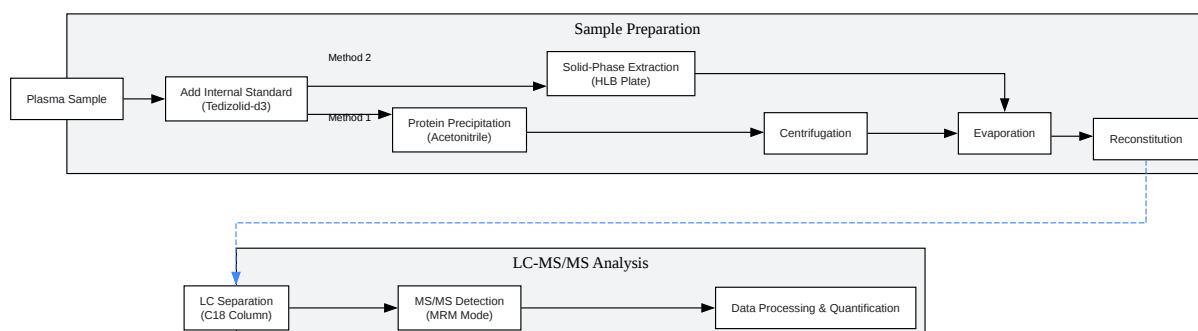 Sample Preparation
Method 2
Solid-Phase Extraction
(HLB Plate)
Plasma Sample
Add Internal Standard
(Tedizolid-d3)
Method 1
Protein Precipitation
(Acetonitrile)
Centrifugation
Evaporation
Reconstitution
LC-MS/MS Analysis
LC Separation
(C18 Column)
MS/MS Detection
(MRM Mode)
Data Processing & Quantification